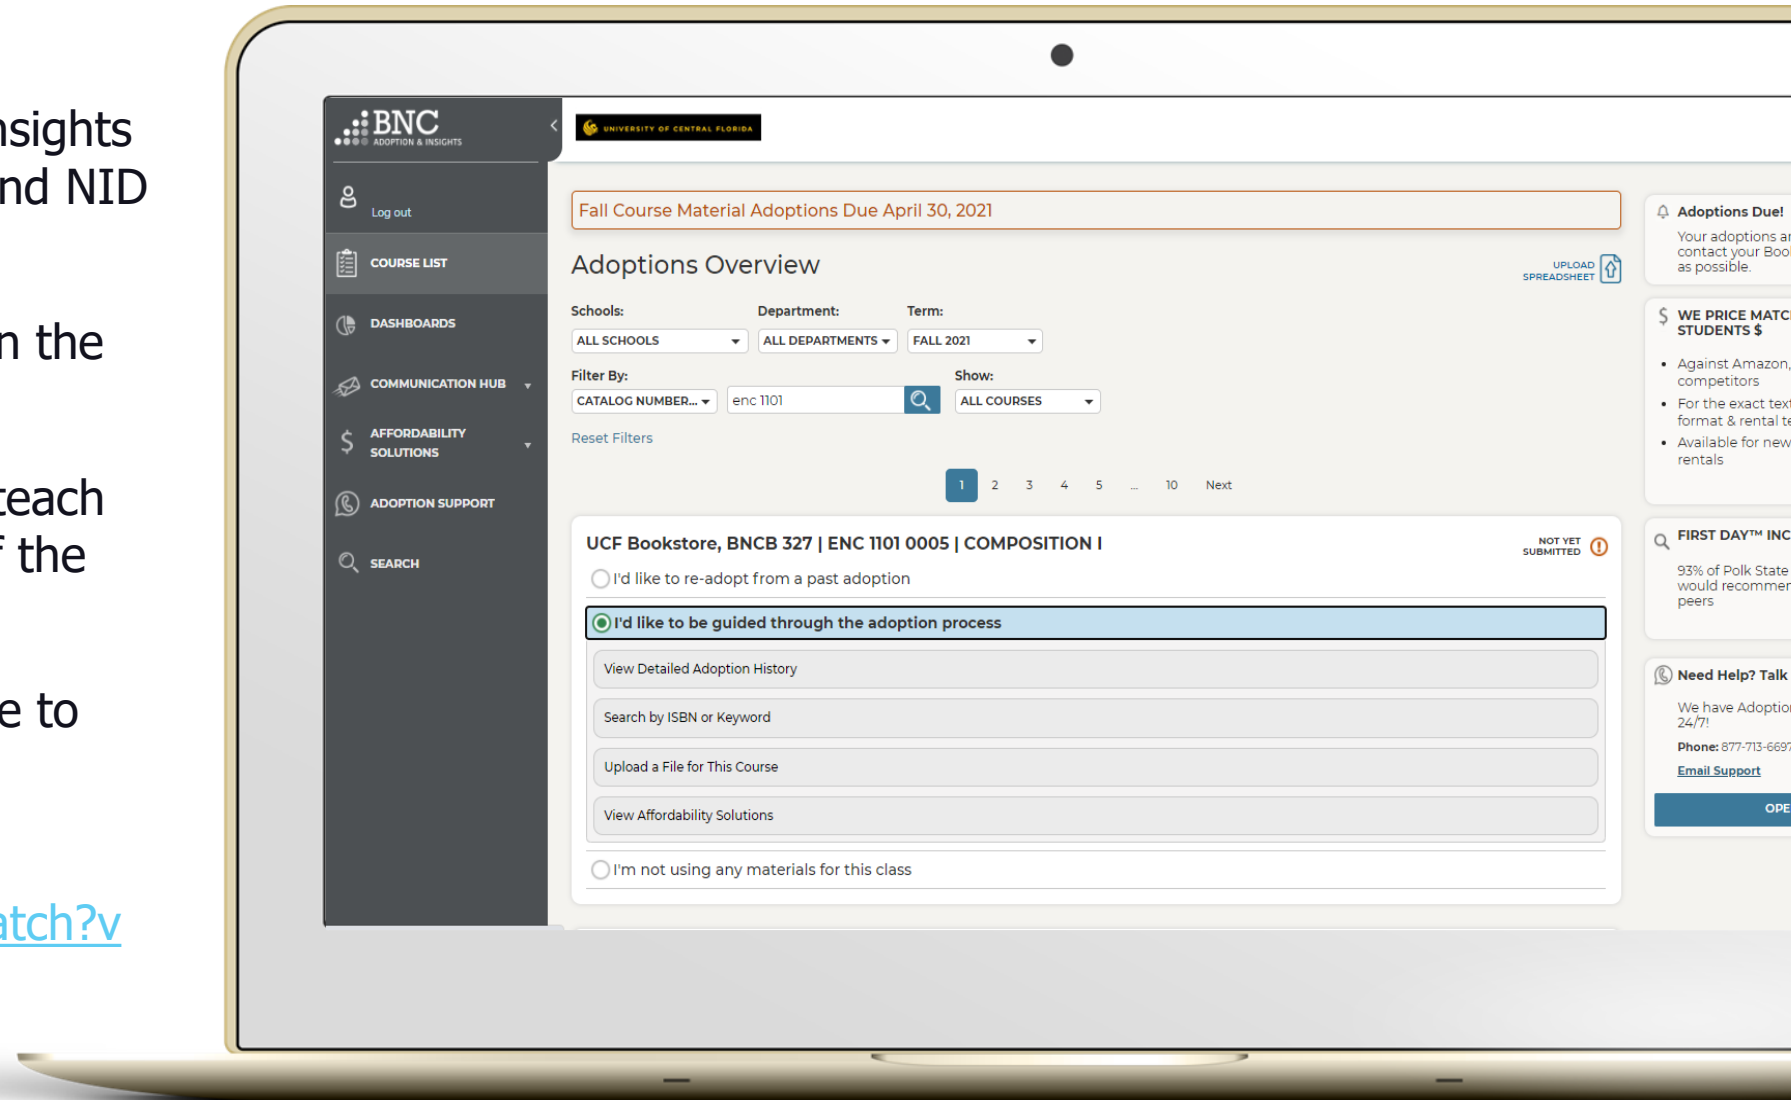 nsights
nd NID
n the
teach
f the
e to
atch?v
BNC
ADOPTION & INSIGHTS
Log out
COURSE LIST
DASHBOARDS
COMMUNICATION HUB
AFFORDABILITY
SOLUTIONS
ADOPTION SUPPORT
SEARCH
UNIVERSITY OF CENTRAL FLORIDA
Fall Course Material Adoptions Due April 30, 2021
Adoptions Overview
UPLOAD
SPREADSHEET
Schools: Department: Term:
ALL SCHOOLS ALL DEPARTMENTS FALL 2021
Filter By: Show:
CATALOG NUMBER... enc 1101 ALL COURSES
Reset Filters
1 2 3 4 5 ... 10 Next
UCF Bookstore, BNCB 327 | ENC 1101 0005 | COMPOSITION I
NOT YET
SUBMITTED
I'd like to re-adopt from a past adoption
I'd like to be guided through the adoption process
View Detailed Adoption History
Search by ISBN or Keyword
Upload a File for This Course
View Affordability Solutions
I'm not using any materials for this class
Adoptions Due!
Your adoptions ar
contact your Boo
as possible.
$ WE PRICE MATC
STUDENTS $
• Against Amazon,
competitors
• For the exact text
format & rental te
• Available for new
rentals
FIRST DAY™ INC
93% of Polk State
would recommer
peers
Need Help? Talk
We have Adoption
24/7!
Phone: 877-713-6697
Email Support
OPE